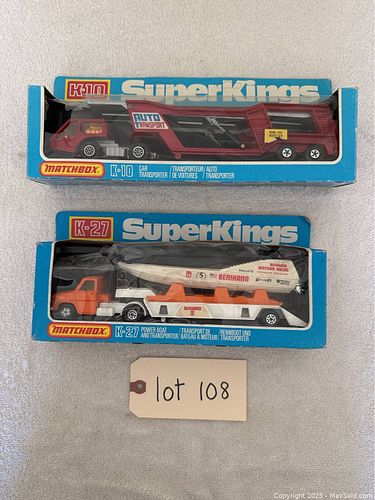 K-10 SuperKings
AUTO
TRANSPORT
MATCHBOX K-10 CAR TRANSPORTER/ TRANSPORTEUR DE VOITURES / AUTO TRANSPORTER
K-27 SuperKings
5 BENIHANA
BENIHANA
MATCHBOX K-27 POWER BOAT AND TRANSPORTER/ TRANSPORT DE BATEAU A MOTEUR/ RENNBOOT UND TRANSPORTER
lot 108
Copyright 2025 - MaxSold.com